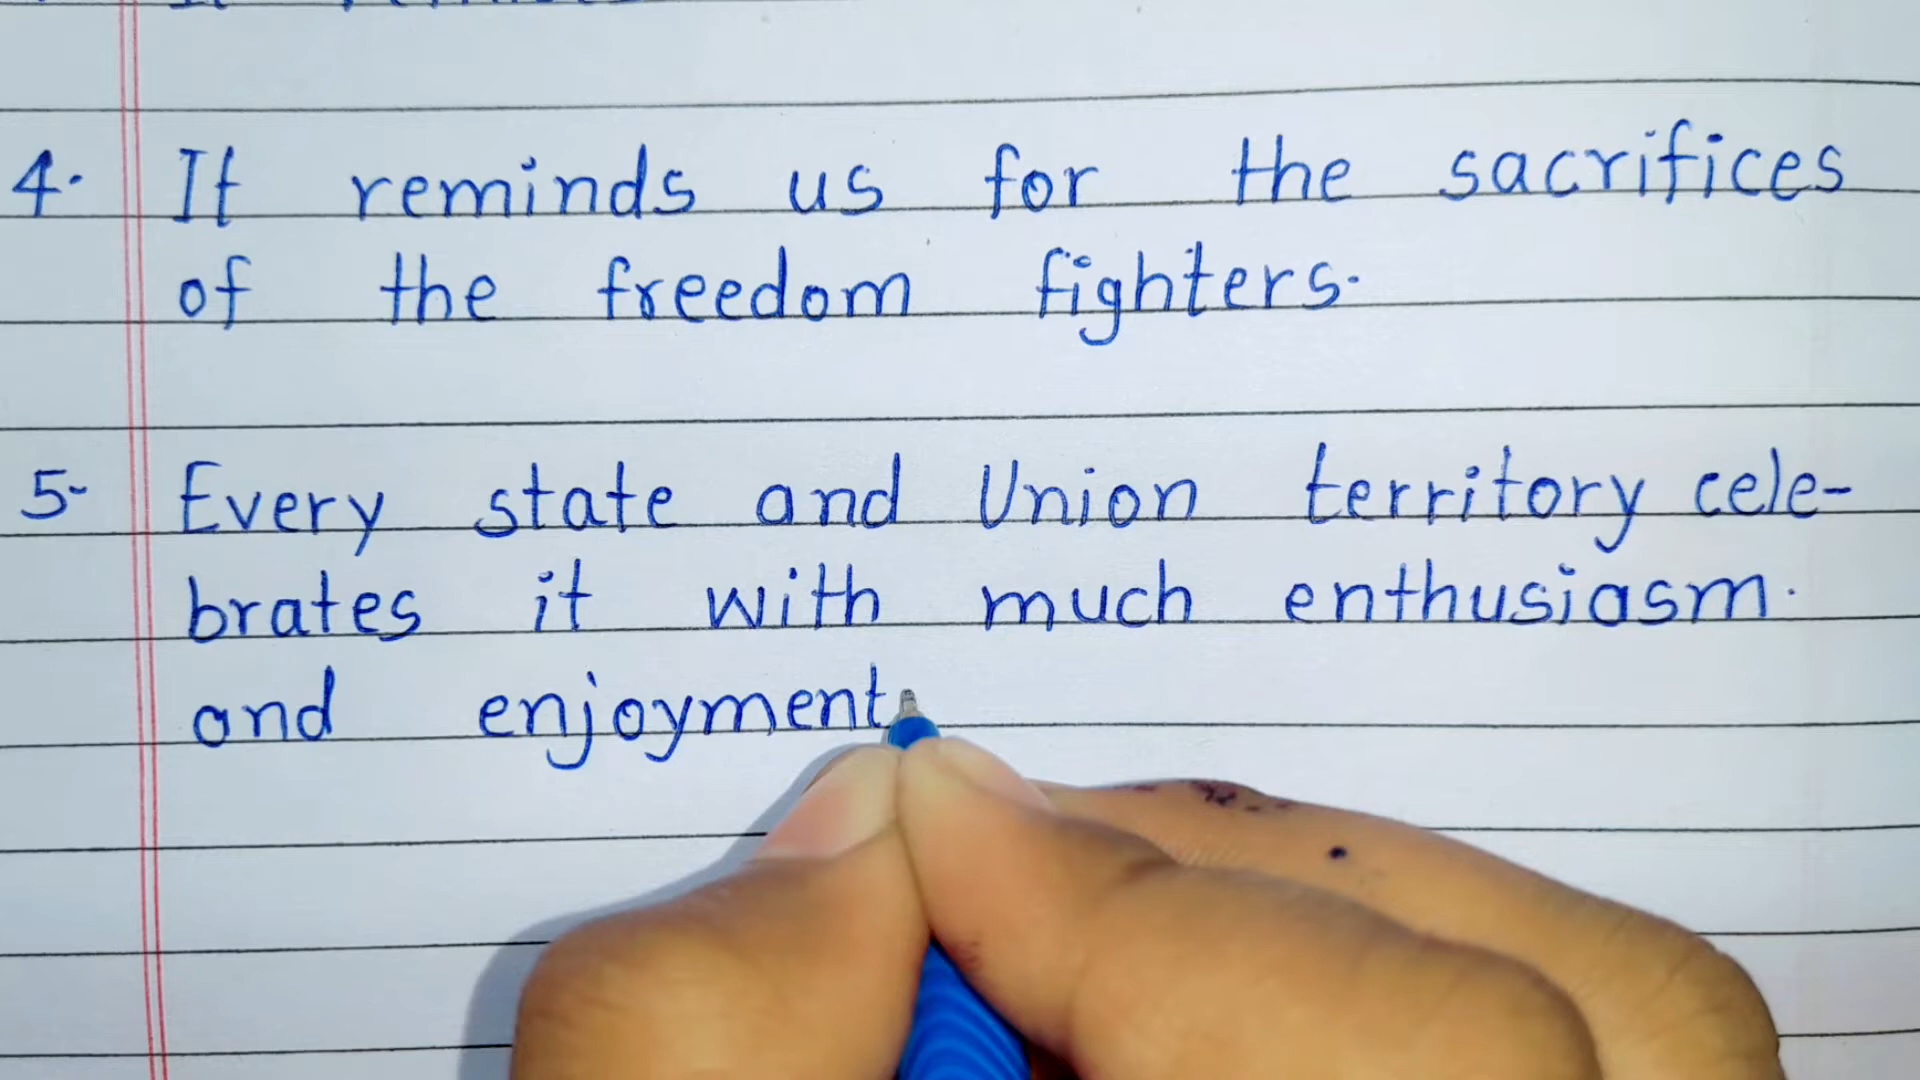 4. It reminds us for the sacrifices
of the freedom fighters.
5- Every state and Union territory cele-
brates it with much enthusiasm.
and enjoyment